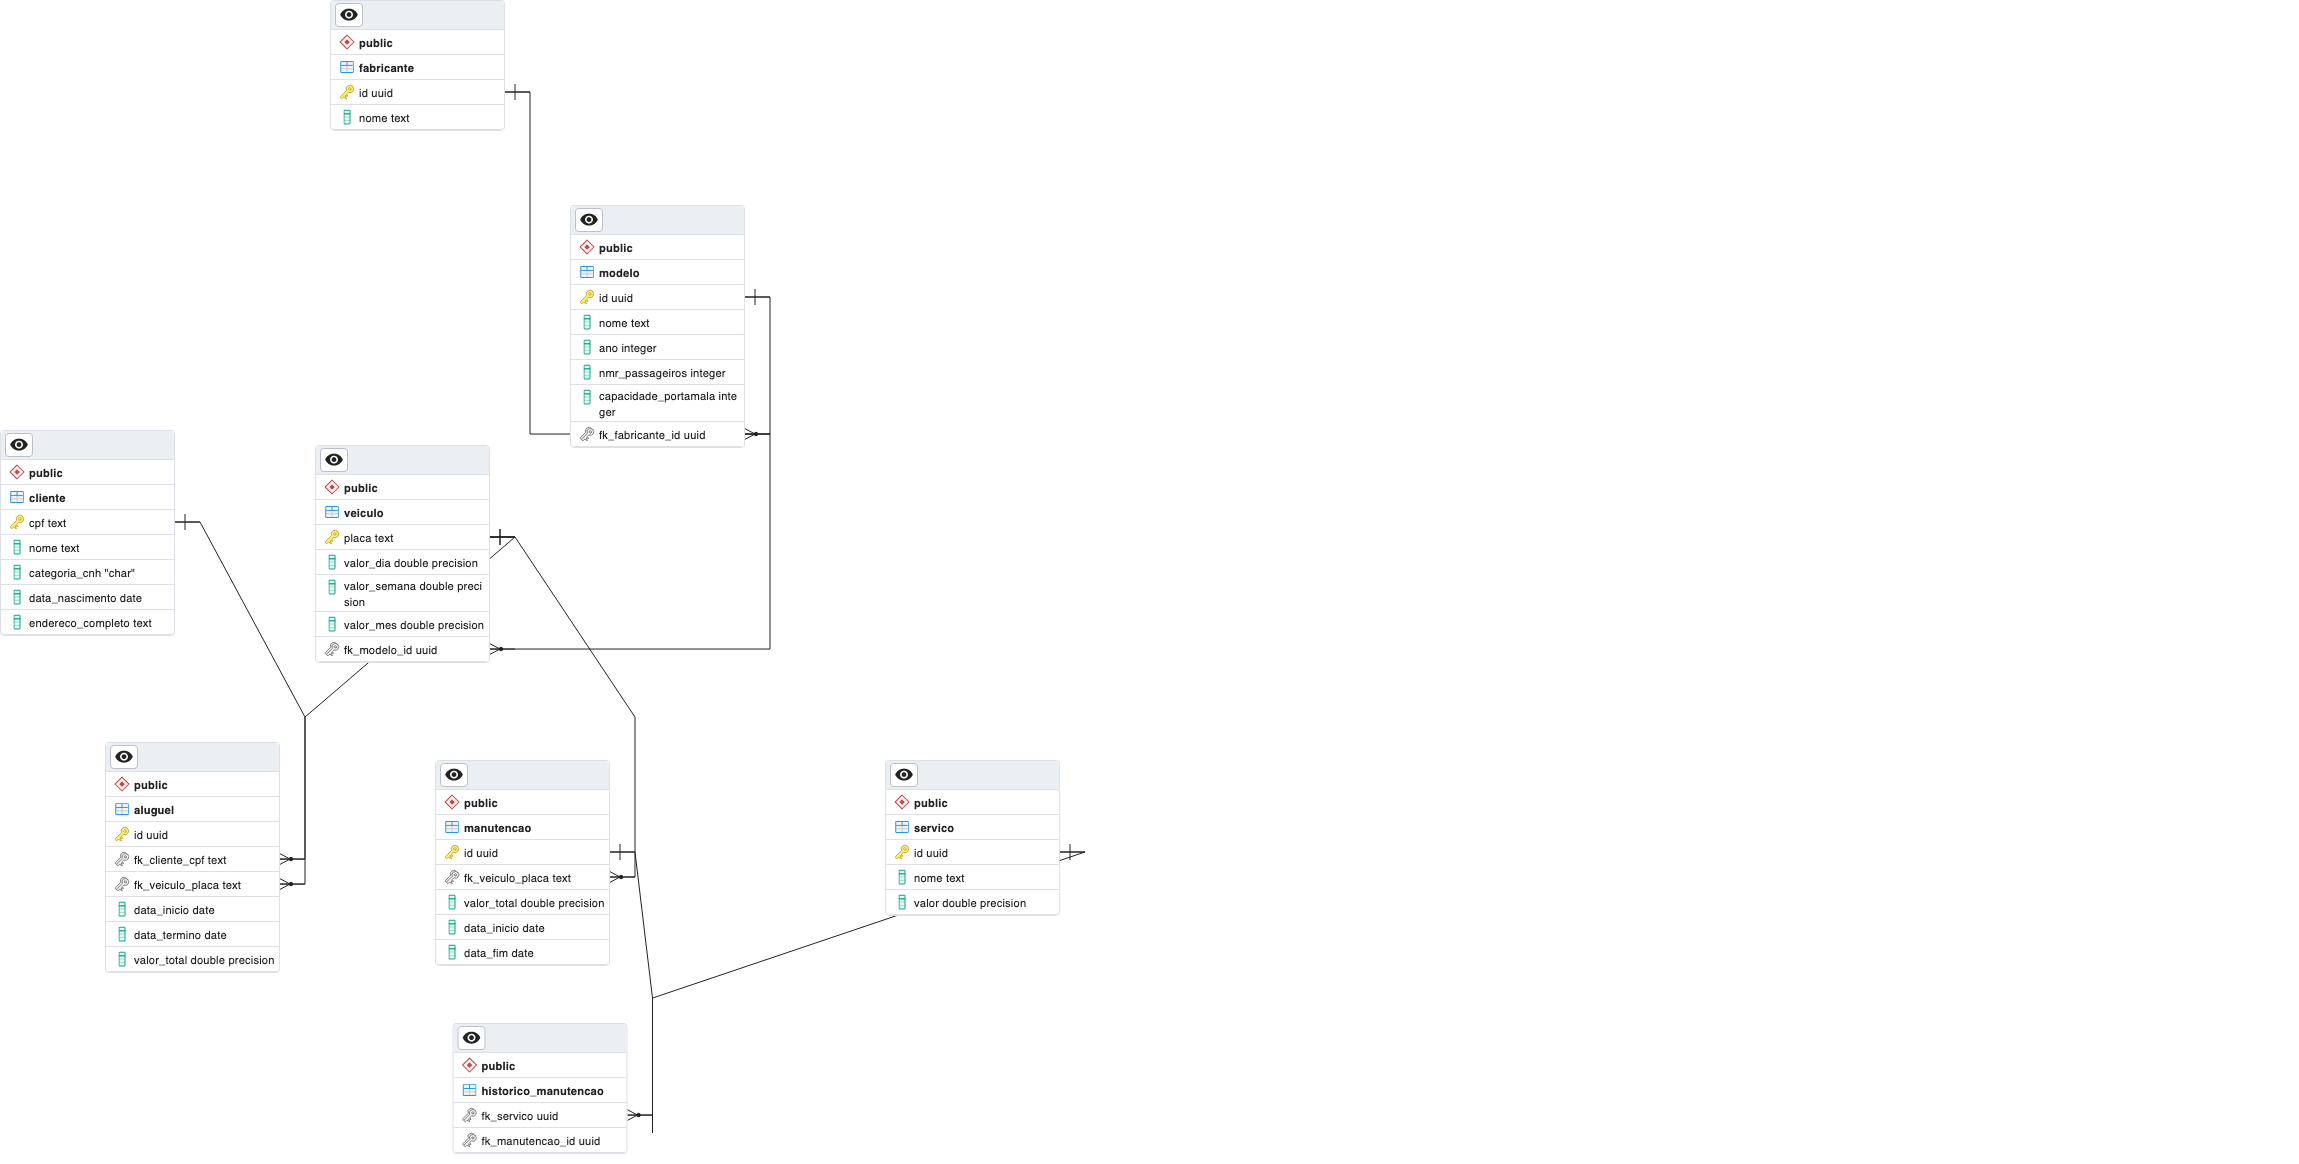 public
fabricante
id uuid
nome text
public
modelo
id uuid
nome text
ano integer
nmr_passageiros integer
capacidade_portamala inte
ger
fk_fabricante_id uuid
public
cliente
cpf text
nome text
categoria_cnh "char"
data_nascimento date
endereco_completo text
public
veiculo
placa text
valor_dia double precision
valor_semana double preci
sion
valor_mes double precision
fk_modelo_id uuid
public
aluguel
id uuid
fk_cliente_cpf text
fk_veiculo_placa text
data_inicio date
data_termino date
valor_total double precision
public
manutencao
id uuid
fk_veiculo_placa text
valor_total double precision
data_inicio date
data_fim date
public
servico
id uuid
nome text
valor double precision
public
historico_manutencao
fk_servico uuid
fk_manutencao_id uuid